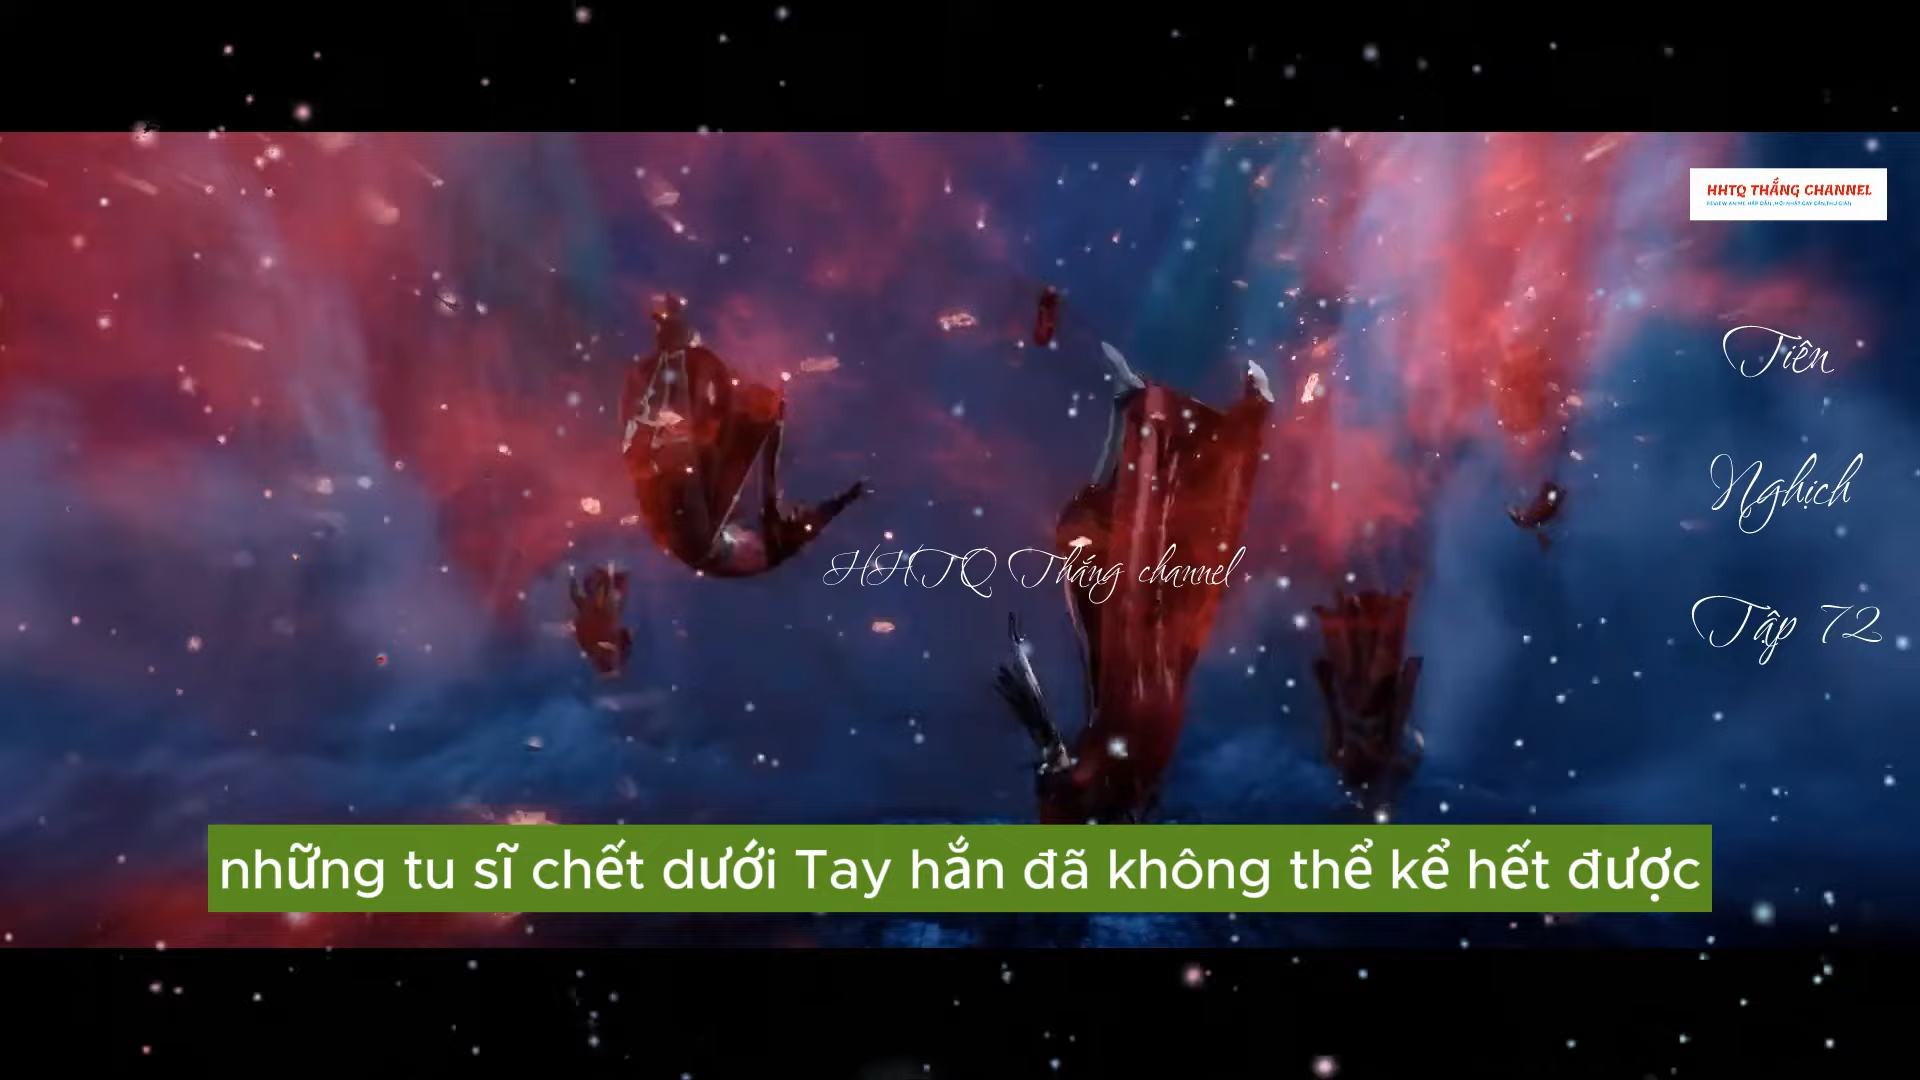 HHTQ THẮNG CHANNEL
Tiên
Nghịch
HHTQ Thắng channel
Tập 72
những tu sĩ chết dưới Tay hắn đã không thể kể hết được